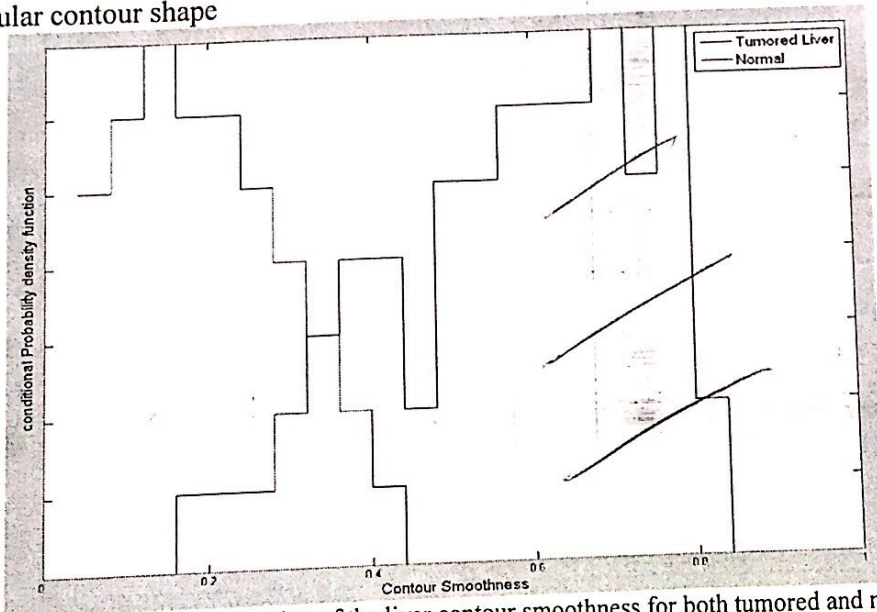 ular contour shape
Tumored Liver
Normal
conditional Probability density function
0
0.2
0.4
0.6
0.8
1
Contour Smoothness
of the liver contour smoothness for both tumored and n